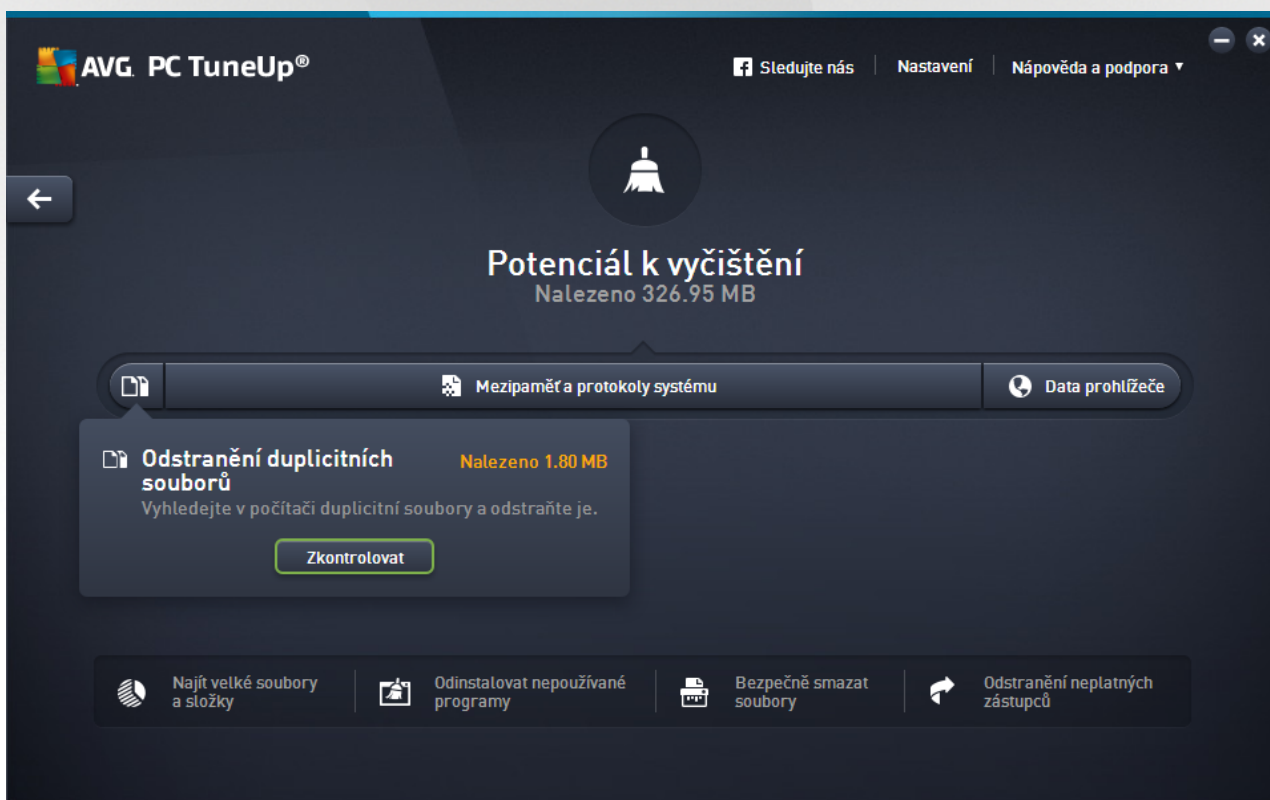 AVG. PC TuneUp®
Sledujte nás
Nastavení
Nápověda a podpora
Potenciál k vyčištění
Nalezeno 326.95 MB
Mezipaměť a protokoly systému
Data prohlížeče
Odstranění duplicitních
souborů
Nalezeno 1.80 MB
Vyhledejte v počítači duplicitní soubory a odstraňte je.
Zkontrolovat
Najít velké soubory
a složky
Odinstalovat nepoužívané
programy
Bezpečně smazat
soubory
Odstranění neplatných
zástupců